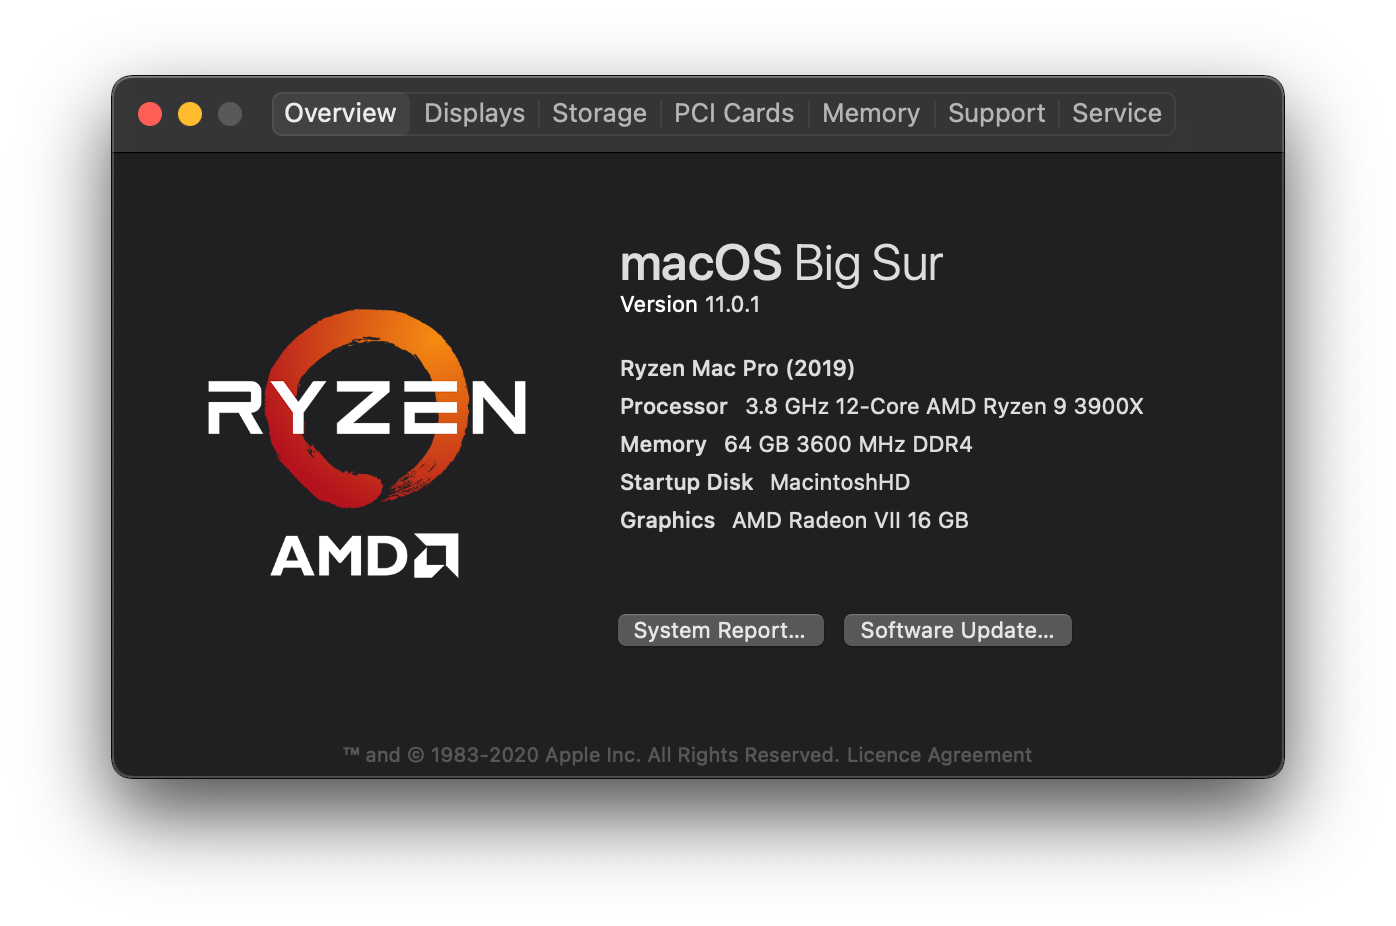 Overview Displays Storage PCI Cards Memory Support Service
macOS Big Sur
Version 11.0.1
Ryzen Mac Pro (2019)
Processor 3.8 GHz 12-Core AMD Ryzen 9 3900X
Memory 64 GB 3600 MHz DDR4
Startup Disk MacintoshHD
Graphics AMD Radeon VII 16 GB
RYZEN
AMD
System Report... Software Update...
™ and © 1983-2020 Apple Inc. All Rights Reserved. Licence Agreement